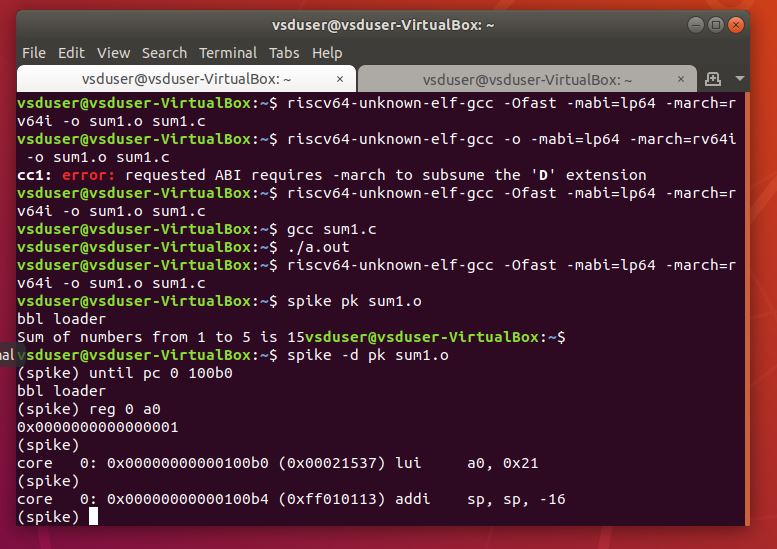 vsduser@vsduser-VirtualBox: ~
File Edit View Search Terminal Tabs Help
vsduser@vsduser-VirtualBox: ~ × vsduser@vsduser-VirtualBox: ~ ×
vsduser@vsduser-VirtualBox:~$ riscv64-unknown-elf-gcc -Ofast -mabi=lp64 -march=r
v64i -o sum1.o sum1.c
vsduser@vsduser-VirtualBox:~$ riscv64-unknown-elf-gcc -o -mabi=lp64 -march=rv64i
 -o sum1.o sum1.c
cc1: error: requested ABI requires -march to subsume the 'D' extension
vsduser@vsduser-VirtualBox:~$ riscv64-unknown-elf-gcc -Ofast -mabi=lp64 -march=r
v64i -o sum1.o sum1.c
vsduser@vsduser-VirtualBox:~$ gcc sum1.c
vsduser@vsduser-VirtualBox:~$ ./a.out
vsduser@vsduser-VirtualBox:~$ riscv64-unknown-elf-gcc -Ofast -mabi=lp64 -march=r
v64i -o sum1.o sum1.c
vsduser@vsduser-VirtualBox:~$ spike pk sum1.o
bbl loader
Sum of numbers from 1 to 5 is 15vsduser@vsduser-VirtualBox:~$
vsduser@vsduser-VirtualBox:~$ spike -d pk sum1.o
(spike) until pc 0 100b0
bbl loader
(spike) reg 0 a0
0x0000000000000001
(spike)
core   0: 0x00000000000100b0 (0x00021537) lui     a0, 0x21
(spike)
core   0: 0x00000000000100b4 (0xff010113) addi    sp, sp, -16
(spike)